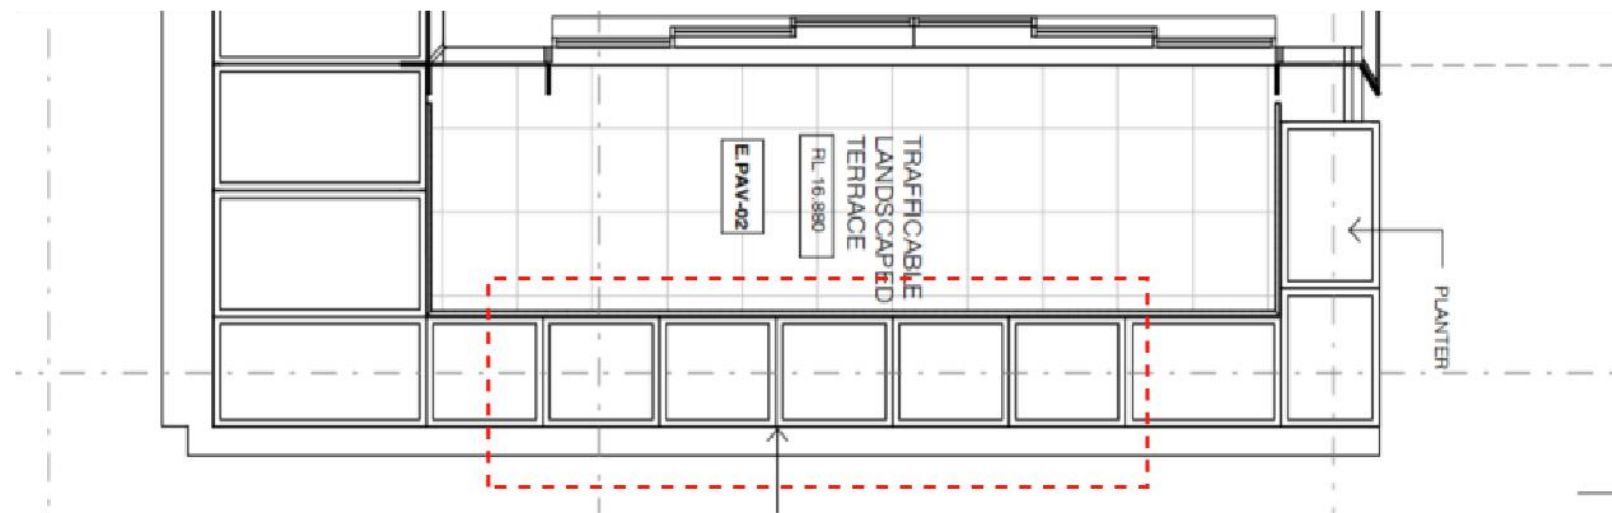 TRAFFICABLE
LANDSCAPED
TERRACE
RL 16.880
E.PAV-02
PLANTER